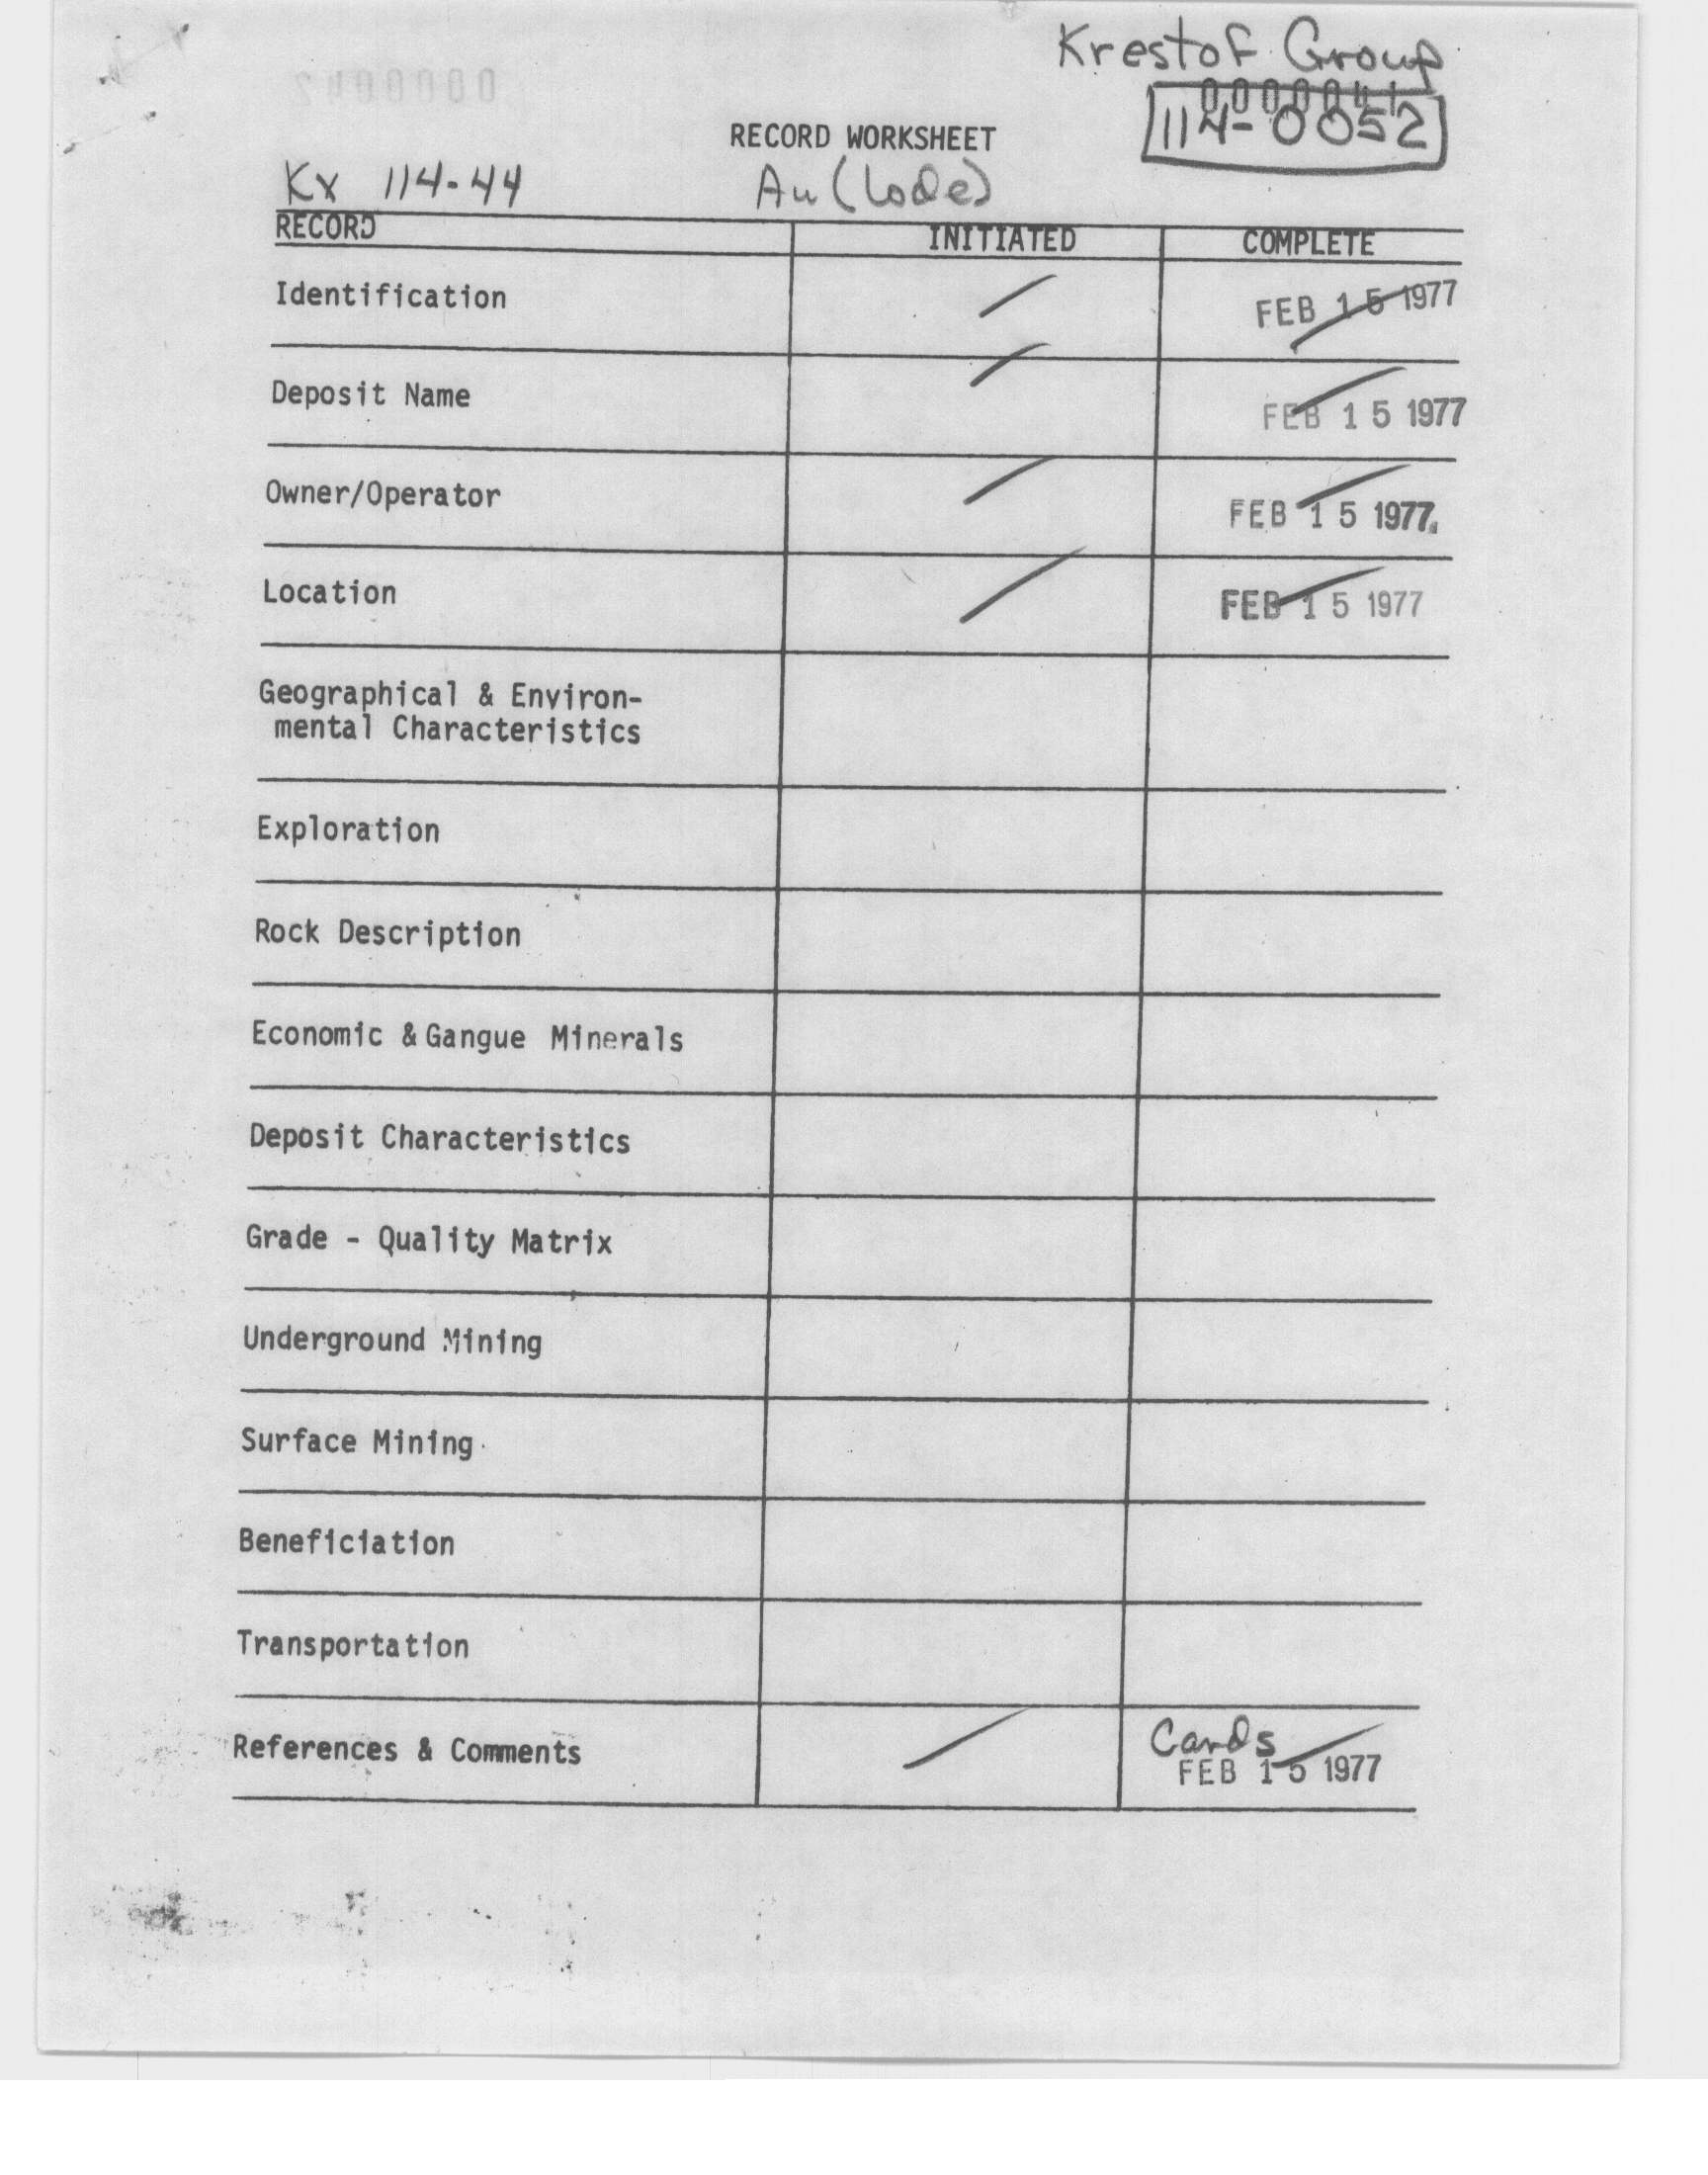 Krestof Group
0000041
114-0052
RECORD WORKSHEET
Kx 114-44
Au (lode)
RECORD INITIATED COMPLETE
Identification FEB 15 1977
Deposit Name FEB 15 1977
Owner/Operator FEB 15 1977
Location FEB 15 1977
Geographical & Environ-
mental Characteristics
Exploration
Rock Description
Economic & Gangue Minerals
Deposit Characteristics
Grade - Quality Matrix
Underground Mining
Surface Mining
Beneficiation
Transportation
References & Comments Cards
FEB 15 1977